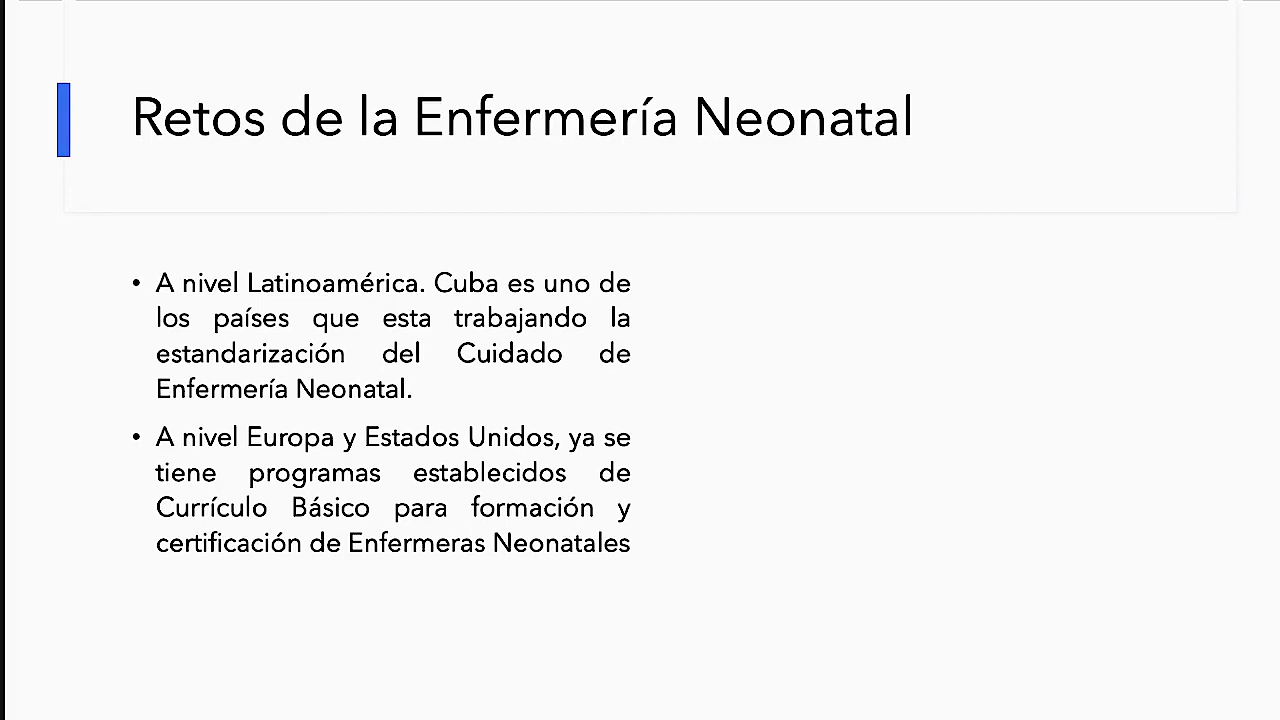 Retos de la Enfermería Neonatal
• A nivel Latinoamérica. Cuba es uno de
los países que esta trabajando la
estandarización del Cuidado de
Enfermería Neonatal.
• A nivel Europa y Estados Unidos, ya se
tiene programas establecidos de
Currículo Básico para formación y
certificación de Enfermeras Neonatales